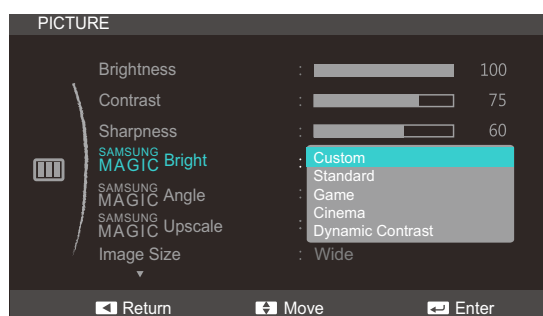 PICTURE
Brightness : 100
Contrast : 75
Sharpness : 60
SAMSUNG MAGIC Bright : Custom
Standard
SAMSUNG MAGIC Angle : Game
Cinema
SAMSUNG MAGIC Upscale : Dynamic Contrast
Image Size : Wide
Return Move Enter